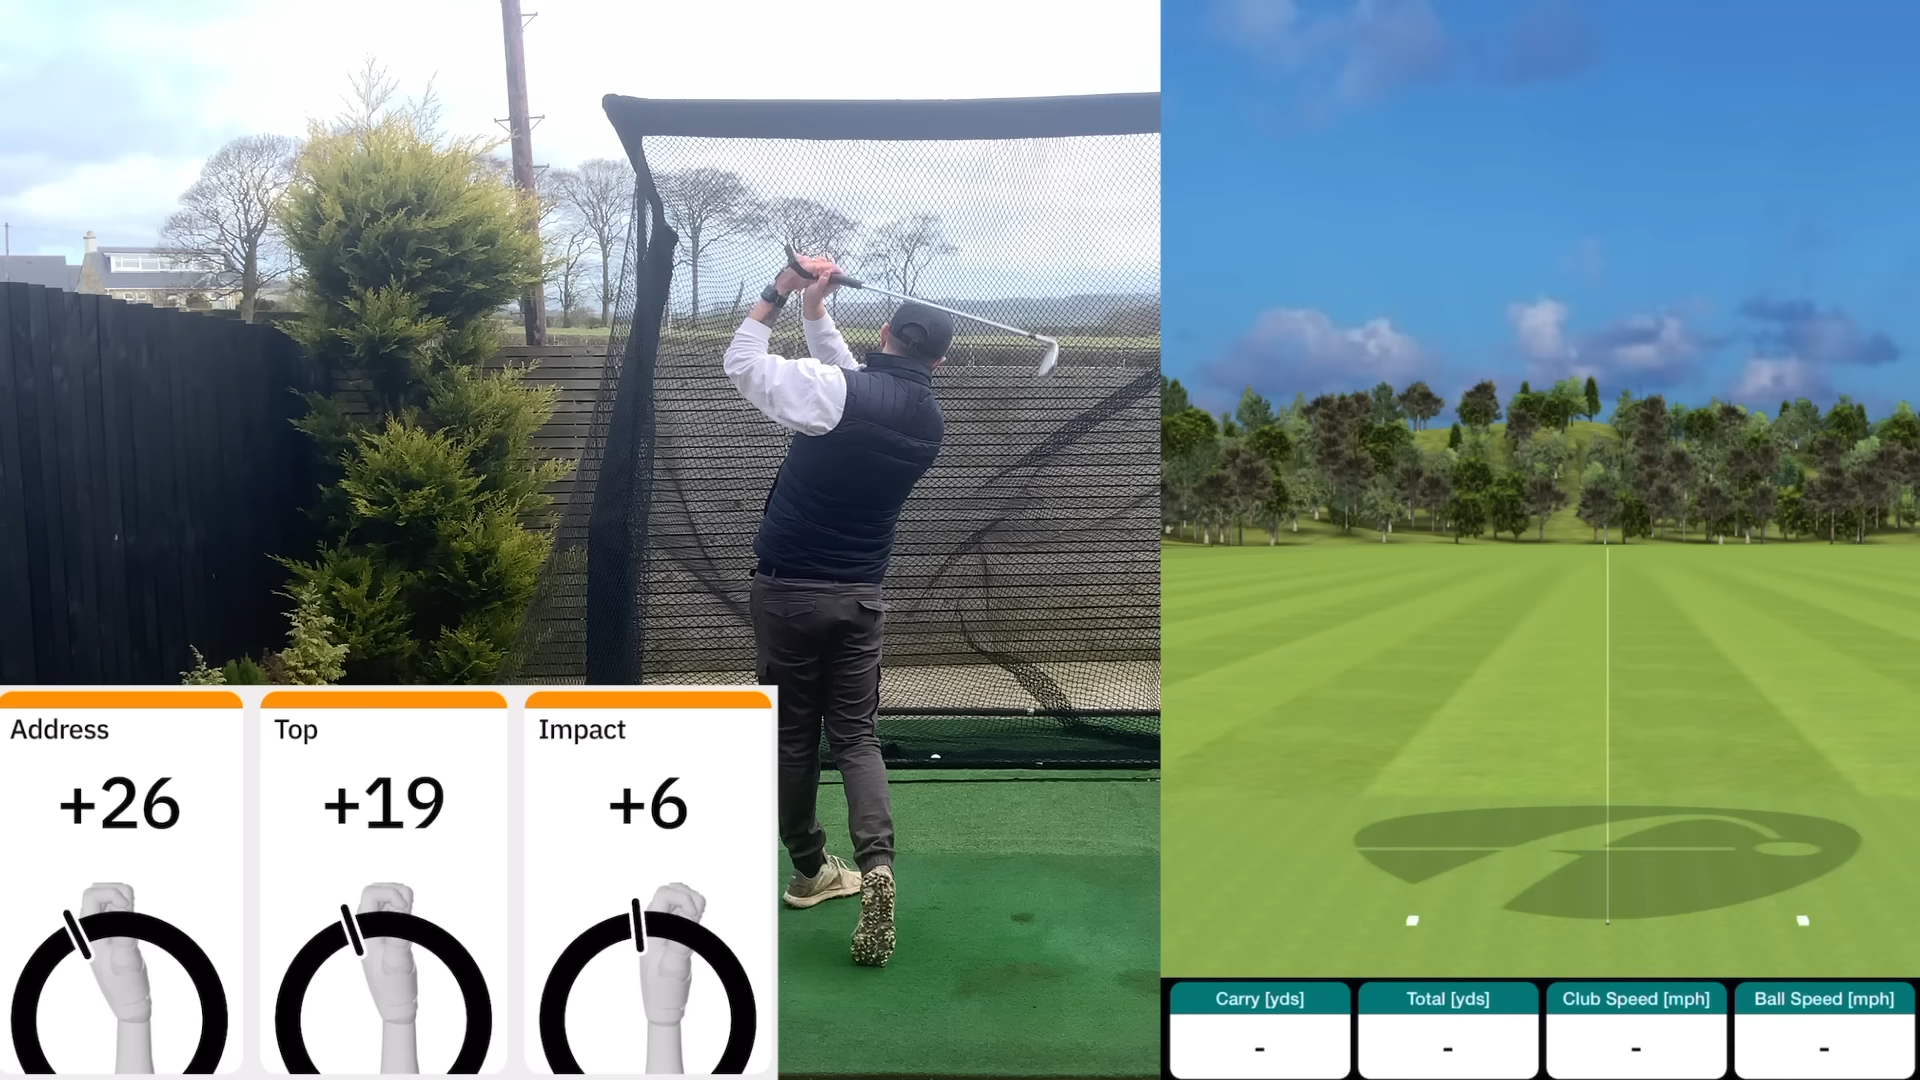 Address
+26
Top
+19
Impact
+6
Carry [yds]
-
Total [yds]
-
Club Speed [mph]
-
Ball Speed [mph]
-